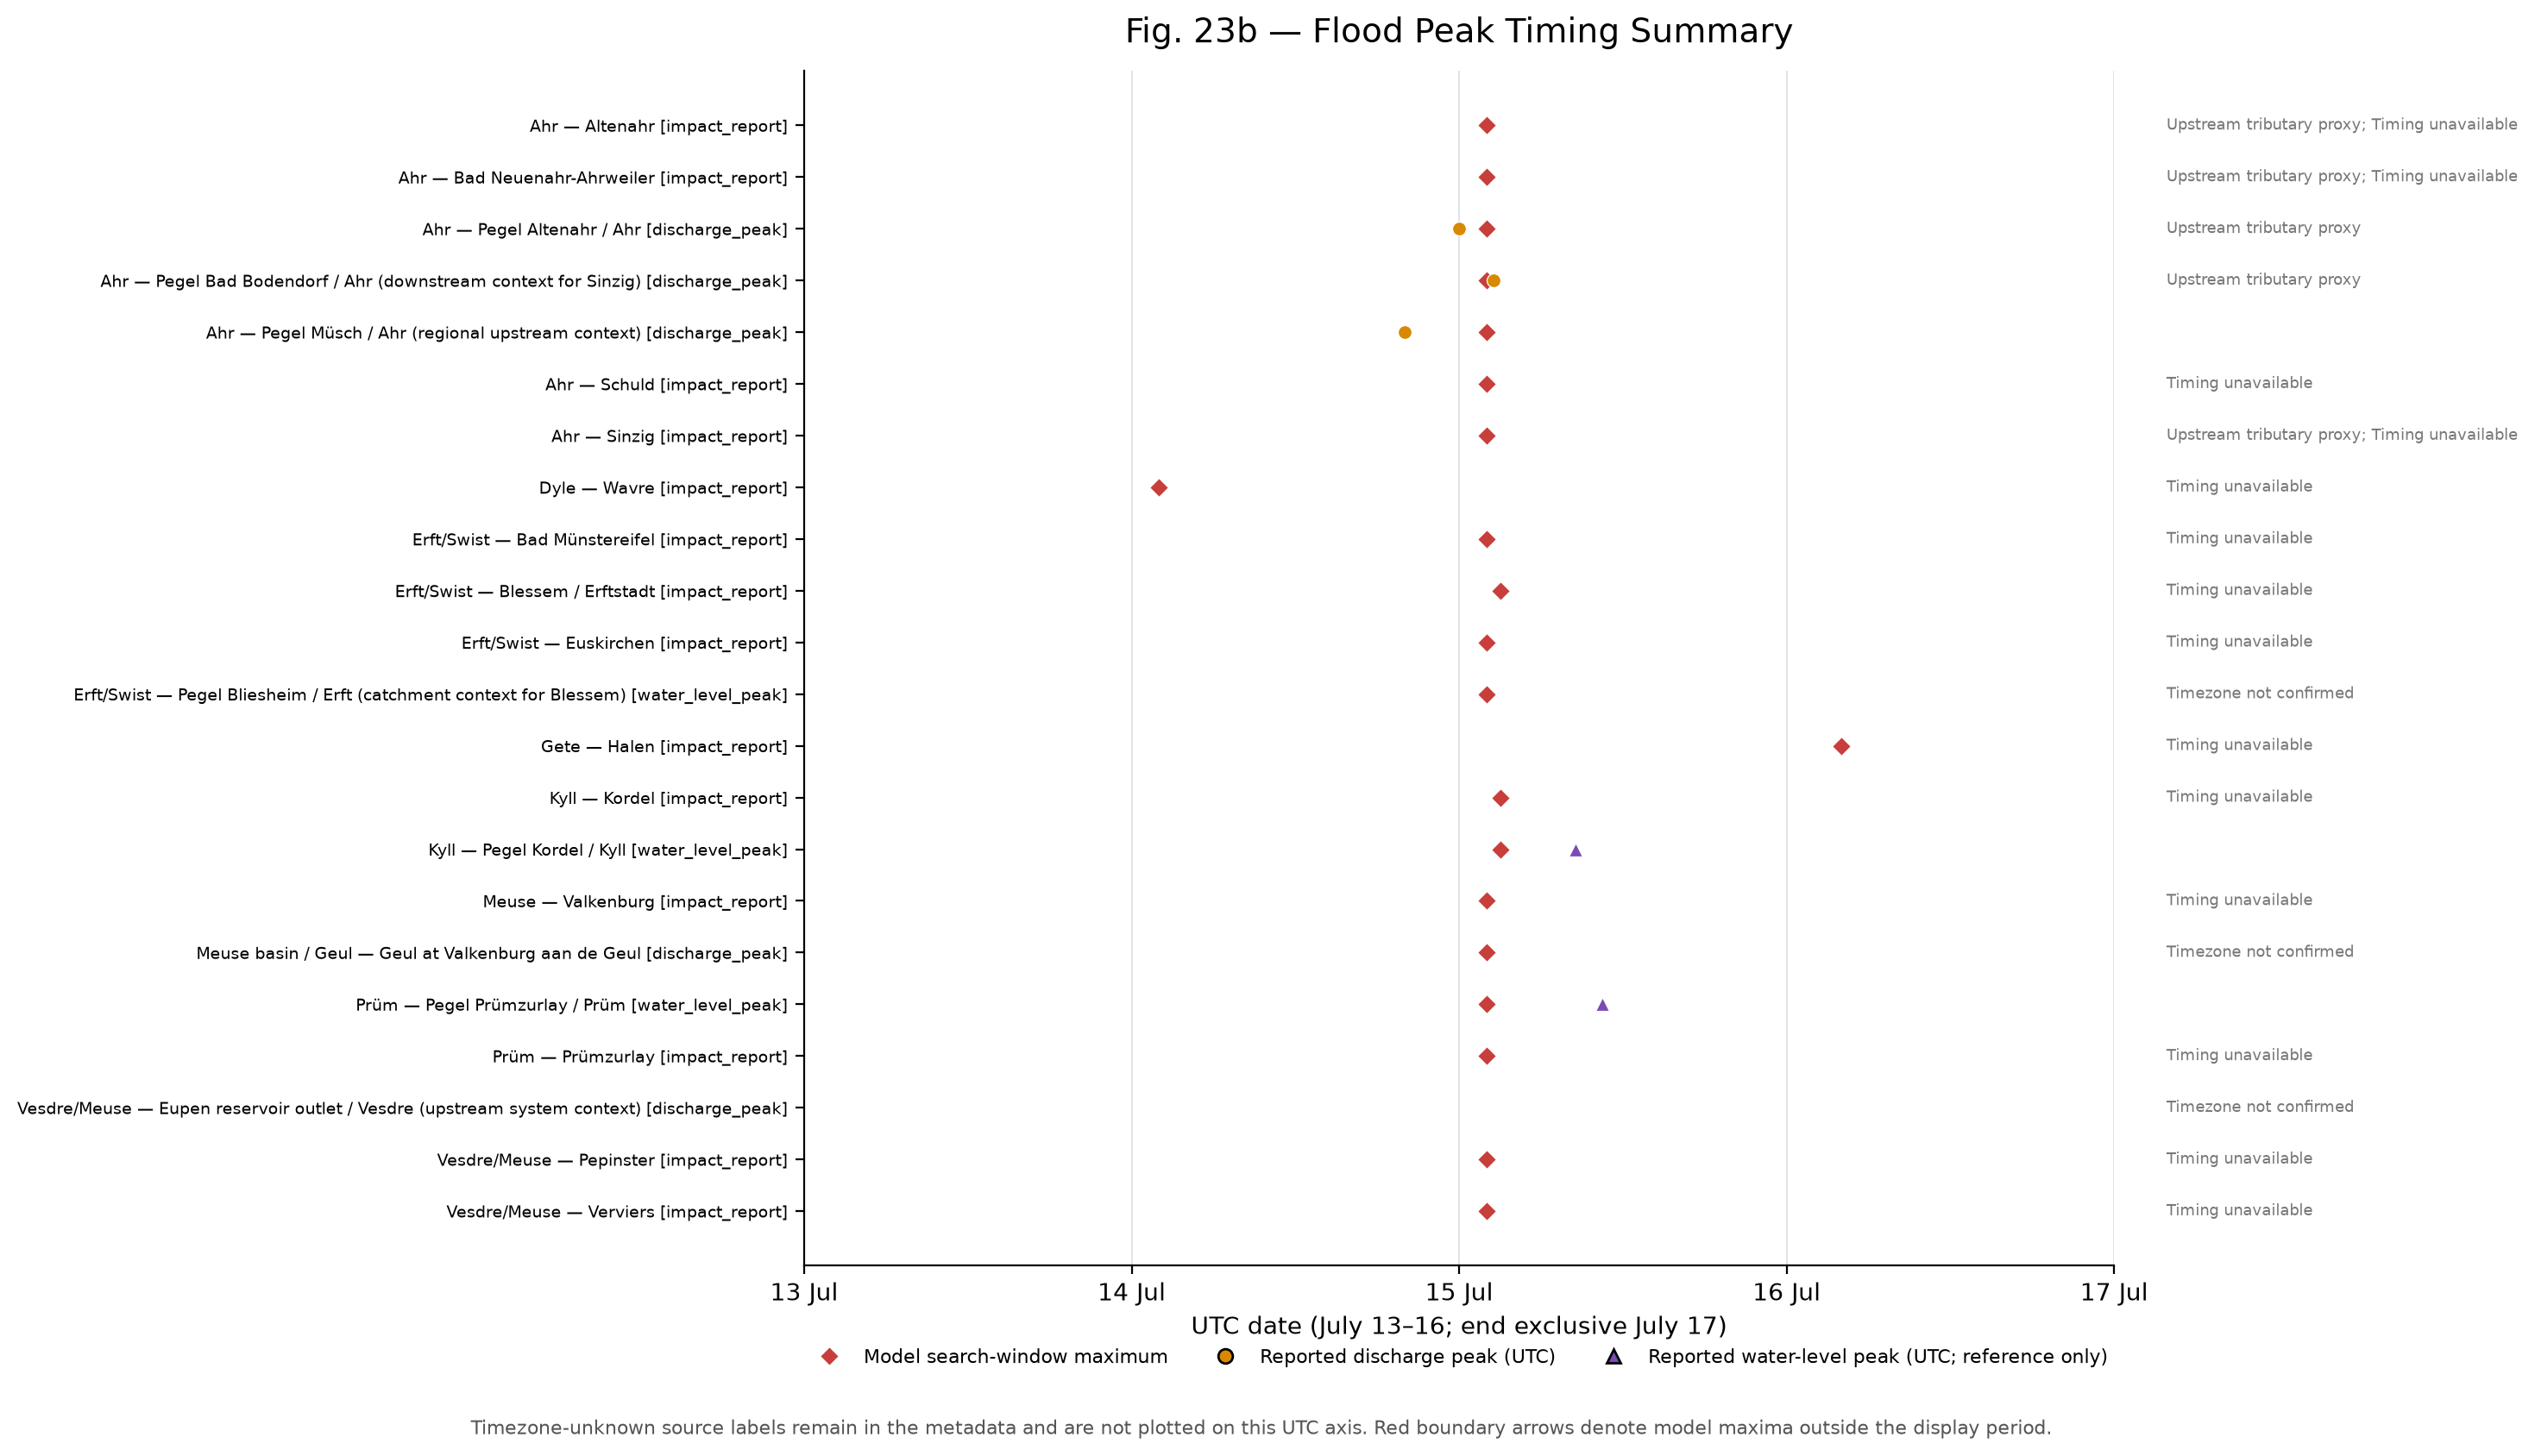 Fig. 23b — Flood Peak Timing Summary
Ahr — Altenahr [impact_report]
Upstream tributary proxy; Timing unavailable
Ahr — Bad Neuenahr-Ahrweiler [impact_report]
Upstream tributary proxy; Timing unavailable
Ahr — Pegel Altenahr / Ahr [discharge_peak]
Upstream tributary proxy
Ahr — Pegel Bad Bodendorf / Ahr (downstream context for Sinzig) [discharge_peak]
Upstream tributary proxy
Ahr — Pegel Müsch / Ahr (regional upstream context) [discharge_peak]
Ahr — Schuld [impact_report]
Timing unavailable
Ahr — Sinzig [impact_report]
Upstream tributary proxy; Timing unavailable
Dyle — Wavre [impact_report]
Timing unavailable
Erft/Swist — Bad Münstereifel [impact_report]
Timing unavailable
Erft/Swist — Blessem / Erftstadt [impact_report]
Timing unavailable
Erft/Swist — Euskirchen [impact_report]
Timing unavailable
Erft/Swist — Pegel Bliesheim / Erft (catchment context for Blessem) [water_level_peak]
Timezone not confirmed
Gete — Halen [impact_report]
Timing unavailable
Kyll — Kordel [impact_report]
Timing unavailable
Kyll — Pegel Kordel / Kyll [water_level_peak]
Meuse — Valkenburg [impact_report]
Timing unavailable
Meuse basin / Geul — Geul at Valkenburg aan de Geul [discharge_peak]
Timezone not confirmed
Prüm — Pegel Prümzurlay / Prüm [water_level_peak]
Prüm — Prümzurlay [impact_report]
Timing unavailable
Vesdre/Meuse — Eupen reservoir outlet / Vesdre (upstream system context) [discharge_peak]
Timezone not confirmed
Vesdre/Meuse — Pepinster [impact_report]
Timing unavailable
Vesdre/Meuse — Verviers [impact_report]
Timing unavailable
13 Jul 14 Jul 15 Jul 16 Jul 17 Jul
UTC date (July 13–16; end exclusive July 17)
Model search-window maximum Reported discharge peak (UTC) Reported water-level peak (UTC; reference only)
Timezone-unknown source labels remain in the metadata and are not plotted on this UTC axis. Red boundary arrows denote model maxima outside the display period.